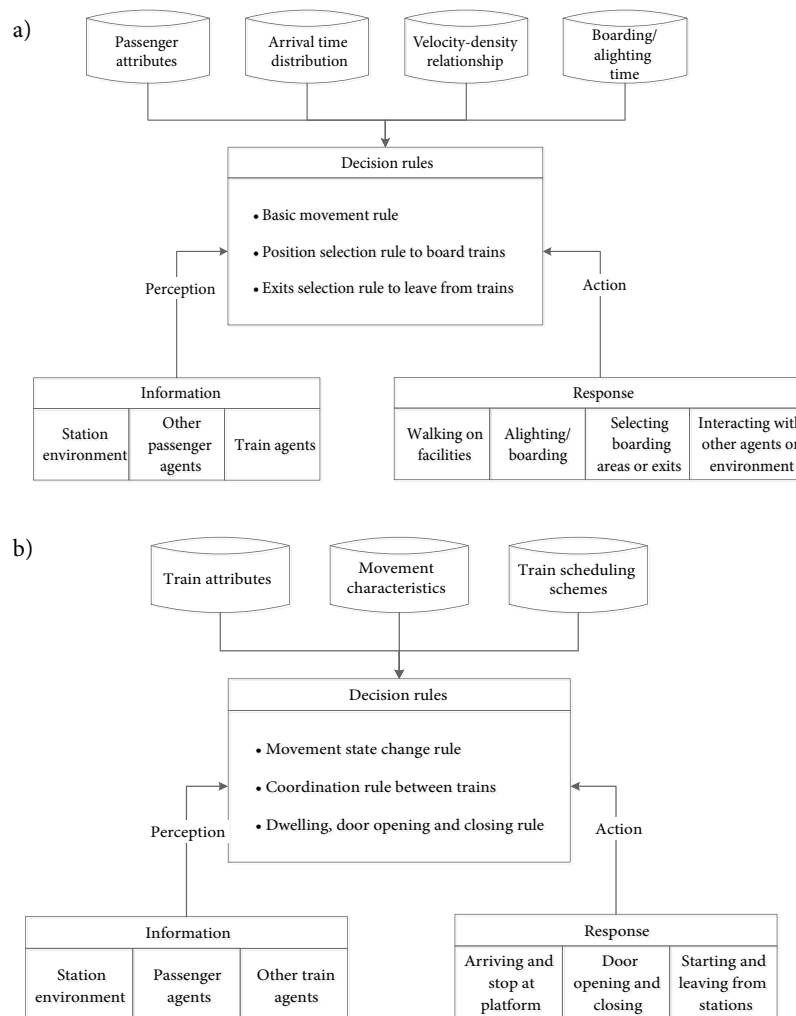 a)
Passenger
attributes
Arrival time
distribution
Velocity-density
relationship
Boarding/
alighting
time
Decision rules
• Basic movement rule
• Position selection rule to board trains
• Exits selection rule to leave from trains
Perception
Action
Information
Station
environment
Other
passenger
agents
Train agents
Response
Walking on
facilities
Alighting/
boarding
Selecting
boarding
areas or exits
Interacting with
other agents or
environment
b)
Train attributes
Movement
characteristics
Train scheduling
schemes
Decision rules
• Movement state change rule
• Coordination rule between trains
• Dwelling, door opening and closing rule
Perception
Action
Information
Station
environment
Passenger
agents
Other train
agents
Response
Arriving and
stop at
platform
Door
opening and
closing
Starting and
leaving from
stations